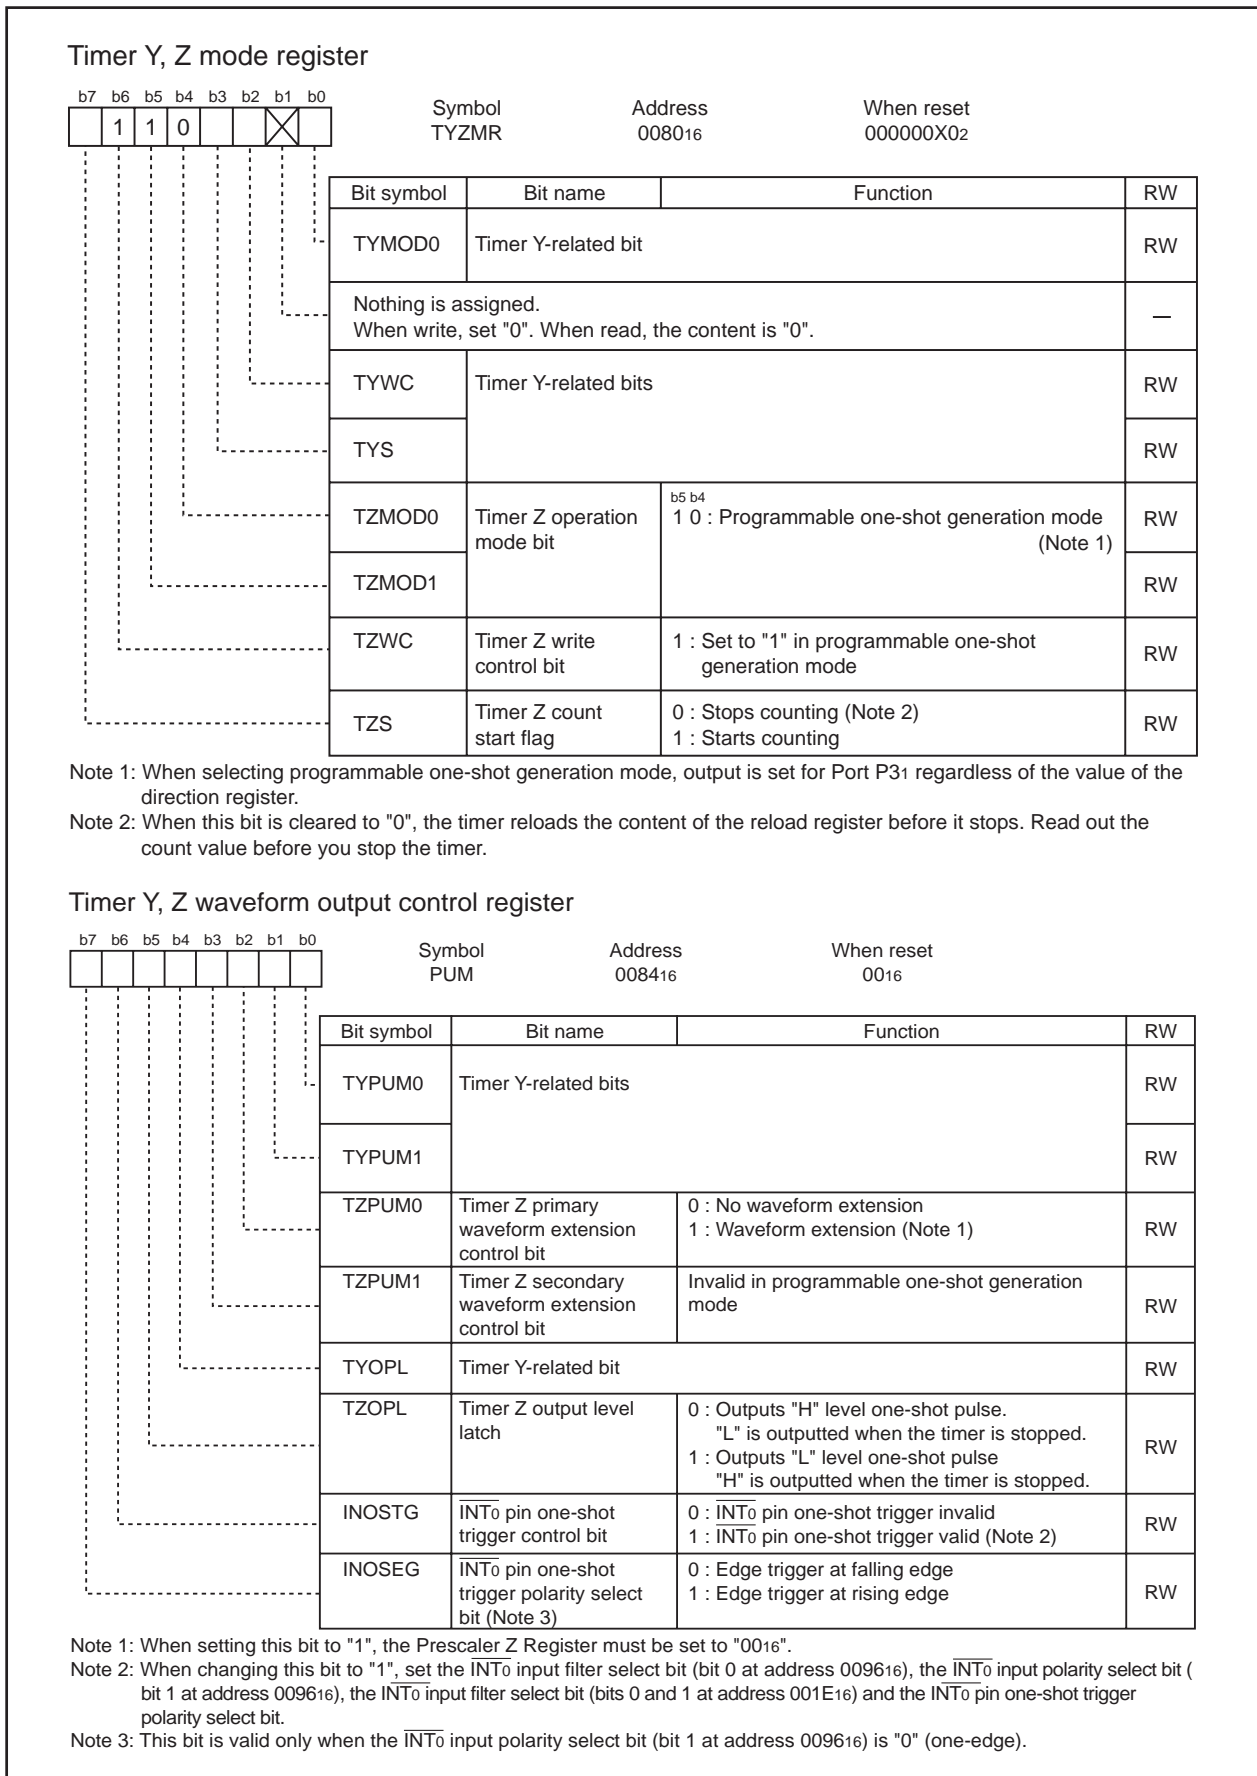 Timer Y, Z mode register
b7 b6 b5 b4 b3 b2 b1 b0
Symbol Address When reset
1 1 0
TYZMR 008016 000000X02
Bit symbol Bit name Function RW
TYMOD0 Timer Y-related bit RW
Nothing is assigned.
When write, set "0". When read, the content is "0". —
TYWC Timer Y-related bits RW
TYS RW
b5 b4
TZMOD0 Timer Z operation 1 0 : Programmable one-shot generation mode RW
mode bit (Note 1)
TZMOD1 RW
TZWC Timer Z write 1 : Set to "1" in programmable one-shot RW
control bit generation mode
TZS Timer Z count 0 : Stops counting (Note 2) RW
start flag 1 : Starts counting
Note 1: When selecting programmable one-shot generation mode, output is set for Port P31 regardless of the value of the
direction register.
Note 2: When this bit is cleared to "0", the timer reloads the content of the reload register before it stops. Read out the
count value before you stop the timer.
Timer Y, Z waveform output control register
b7 b6 b5 b4 b3 b2 b1 b0
Symbol Address When reset
PUM 008416 0016
Bit symbol Bit name Function RW
TYPUM0 Timer Y-related bits RW
TYPUM1 RW
TZPUM0 Timer Z primary 0 : No waveform extension
waveform extension 1 : Waveform extension (Note 1) RW
control bit
TZPUM1 Timer Z secondary Invalid in programmable one-shot generation
waveform extension mode RW
control bit
TYOPL Timer Y-related bit RW
TZOPL Timer Z output level 0 : Outputs "H" level one-shot pulse.
latch "L" is outputted when the timer is stopped.
1 : Outputs "L" level one-shot pulse RW
"H" is outputted when the timer is stopped.
INOSTG INT0 pin one-shot 0 : INT0 pin one-shot trigger invalid
trigger control bit 1 : INT0 pin one-shot trigger valid (Note 2) RW
INOSEG INT0 pin one-shot 0 : Edge trigger at falling edge
trigger polarity select 1 : Edge trigger at rising edge RW
bit (Note 3)
Note 1: When setting this bit to "1", the Prescaler Z Register must be set to "0016".
Note 2: When changing this bit to "1", set the INT0 input filter select bit (bit 0 at address 009616), the INT0 input polarity select bit (
bit 1 at address 009616), the INT0 input filter select bit (bits 0 and 1 at address 001E16) and the INT0 pin one-shot trigger
polarity select bit.
Note 3: This bit is valid only when the INT0 input polarity select bit (bit 1 at address 009616) is "0" (one-edge).